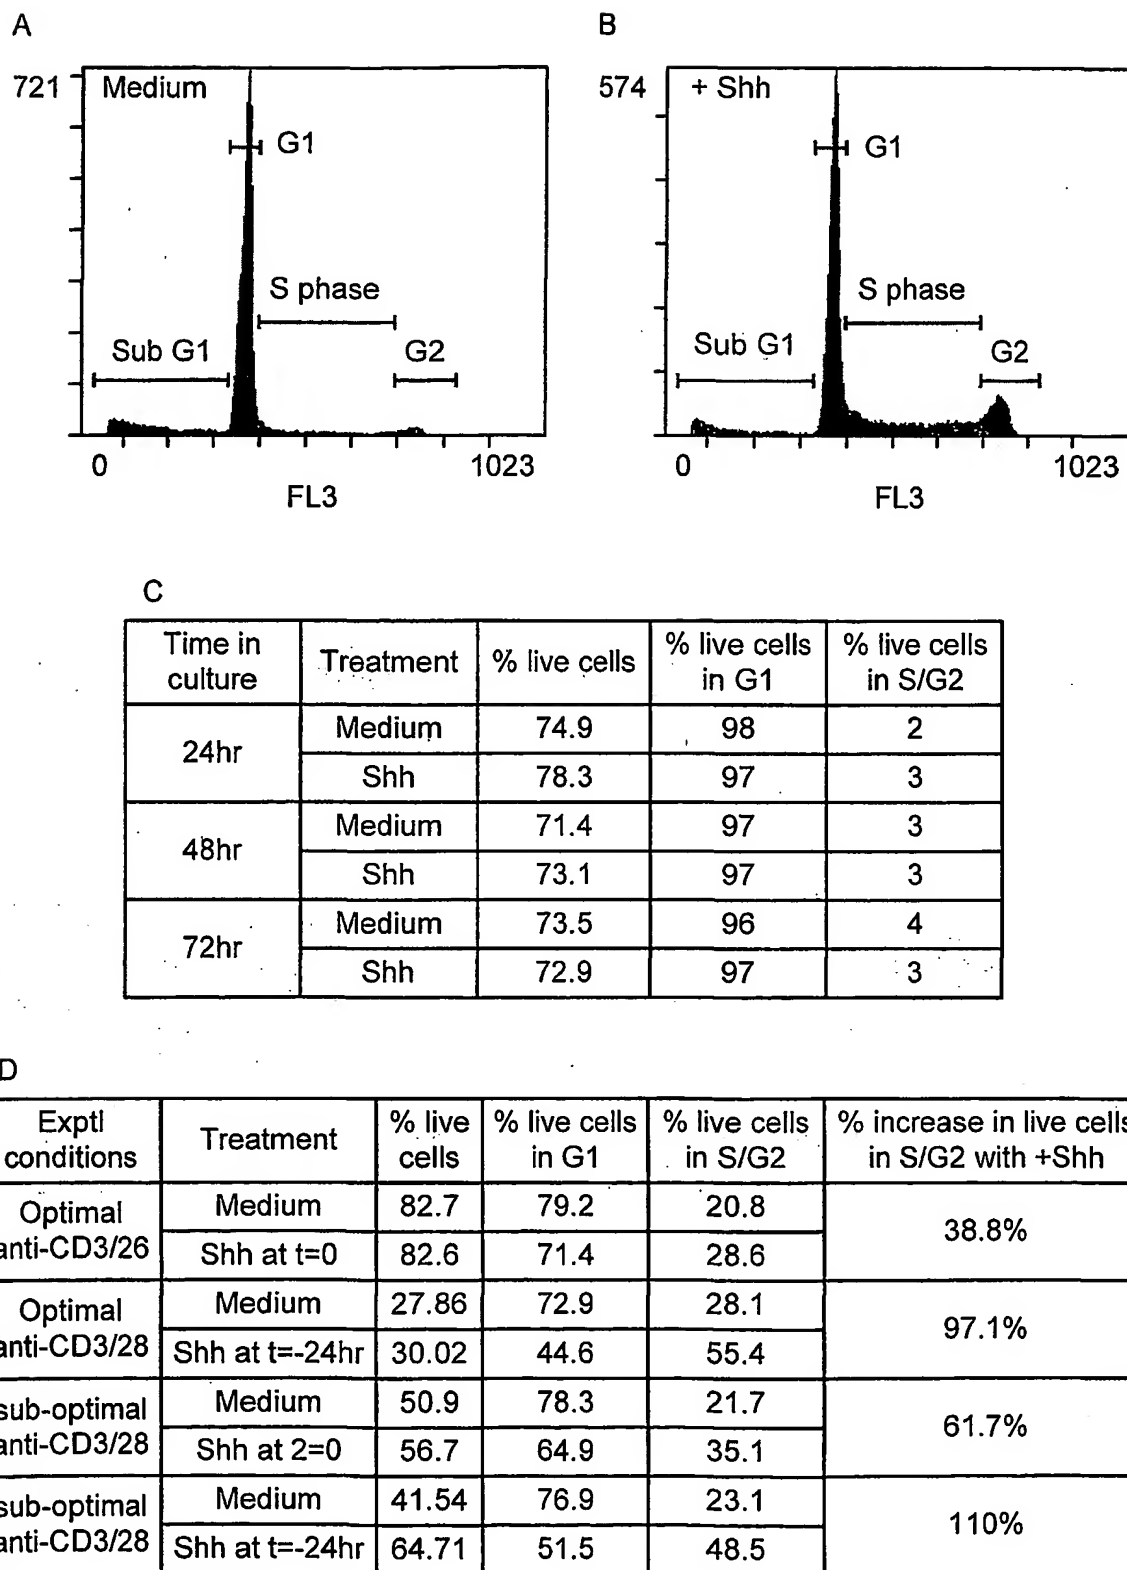 A
B
721
Medium
G1
S phase
Sub G1
G2
0
1023
FL3
574
+ Shh
G1
S phase
Sub G1
G2
0
1023
FL3
C
Time in culture Treatment % live cells % live cells in G1 % live cells in S/G2
24hr Medium 74.9 98 2
Shh 78.3 97 3
48hr Medium 71.4 97 3
Shh 73.1 97 3
72hr Medium 73.5 96 4
Shh 72.9 97 3
D
Exptl conditions Treatment % live cells % live cells in G1 % live cells in S/G2 % increase in live cells in S/G2 with +Shh
Optimal anti-CD3/26 Medium 82.7 79.2 20.8 38.8%
Shh at t=0 82.6 71.4 28.6
Optimal anti-CD3/28 Medium 27.86 72.9 28.1 97.1%
Shh at t=-24hr 30.02 44.6 55.4
sub-optimal anti-CD3/28 Medium 50.9 78.3 21.7 61.7%
Shh at 2=0 56.7 64.9 35.1
sub-optimal anti-CD3/28 Medium 41.54 76.9 23.1 110%
Shh at t=-24hr 64.71 51.5 48.5